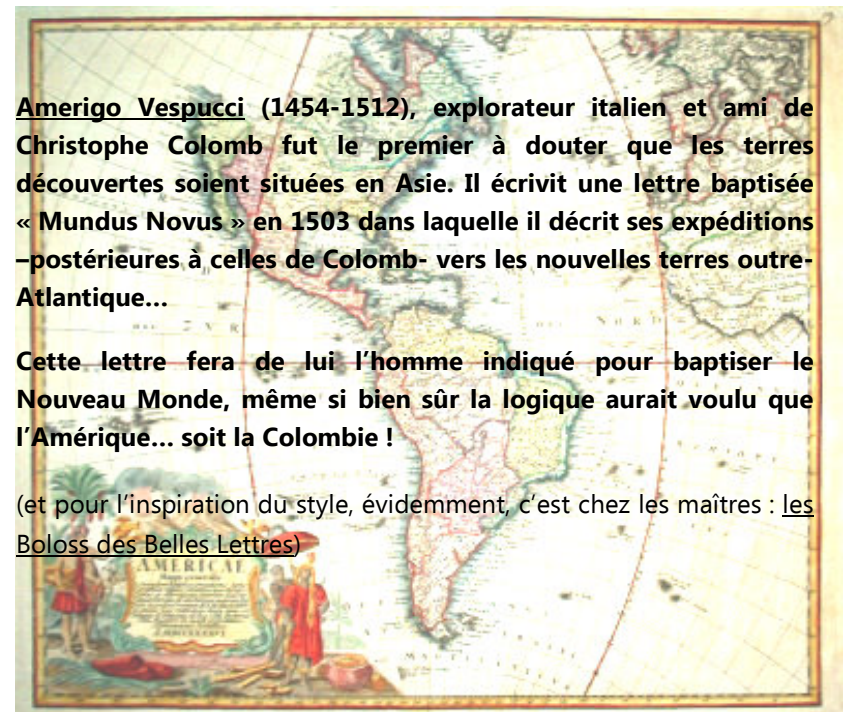 Amerigo Vespucci (1454-1512), explorateur italien et ami de
Christophe Colomb fut le premier à douter que les terres
découvertes soient situées en Asie. Il écrivit une lettre baptisée
« Mundus Novus » en 1503 dans laquelle il décrit ses expéditions
–postérieures à celles de Colomb- vers les nouvelles terres outre-
Atlantique…
Cette lettre fera de lui l’homme indiqué pour baptiser le
Nouveau Monde, même si bien sûr la logique aurait voulu que
l’Amérique… soit la Colombie !
(et pour l’inspiration du style, évidemment, c’est chez les maîtres : les
Boloss des Belles Lettres)
AMERICAE